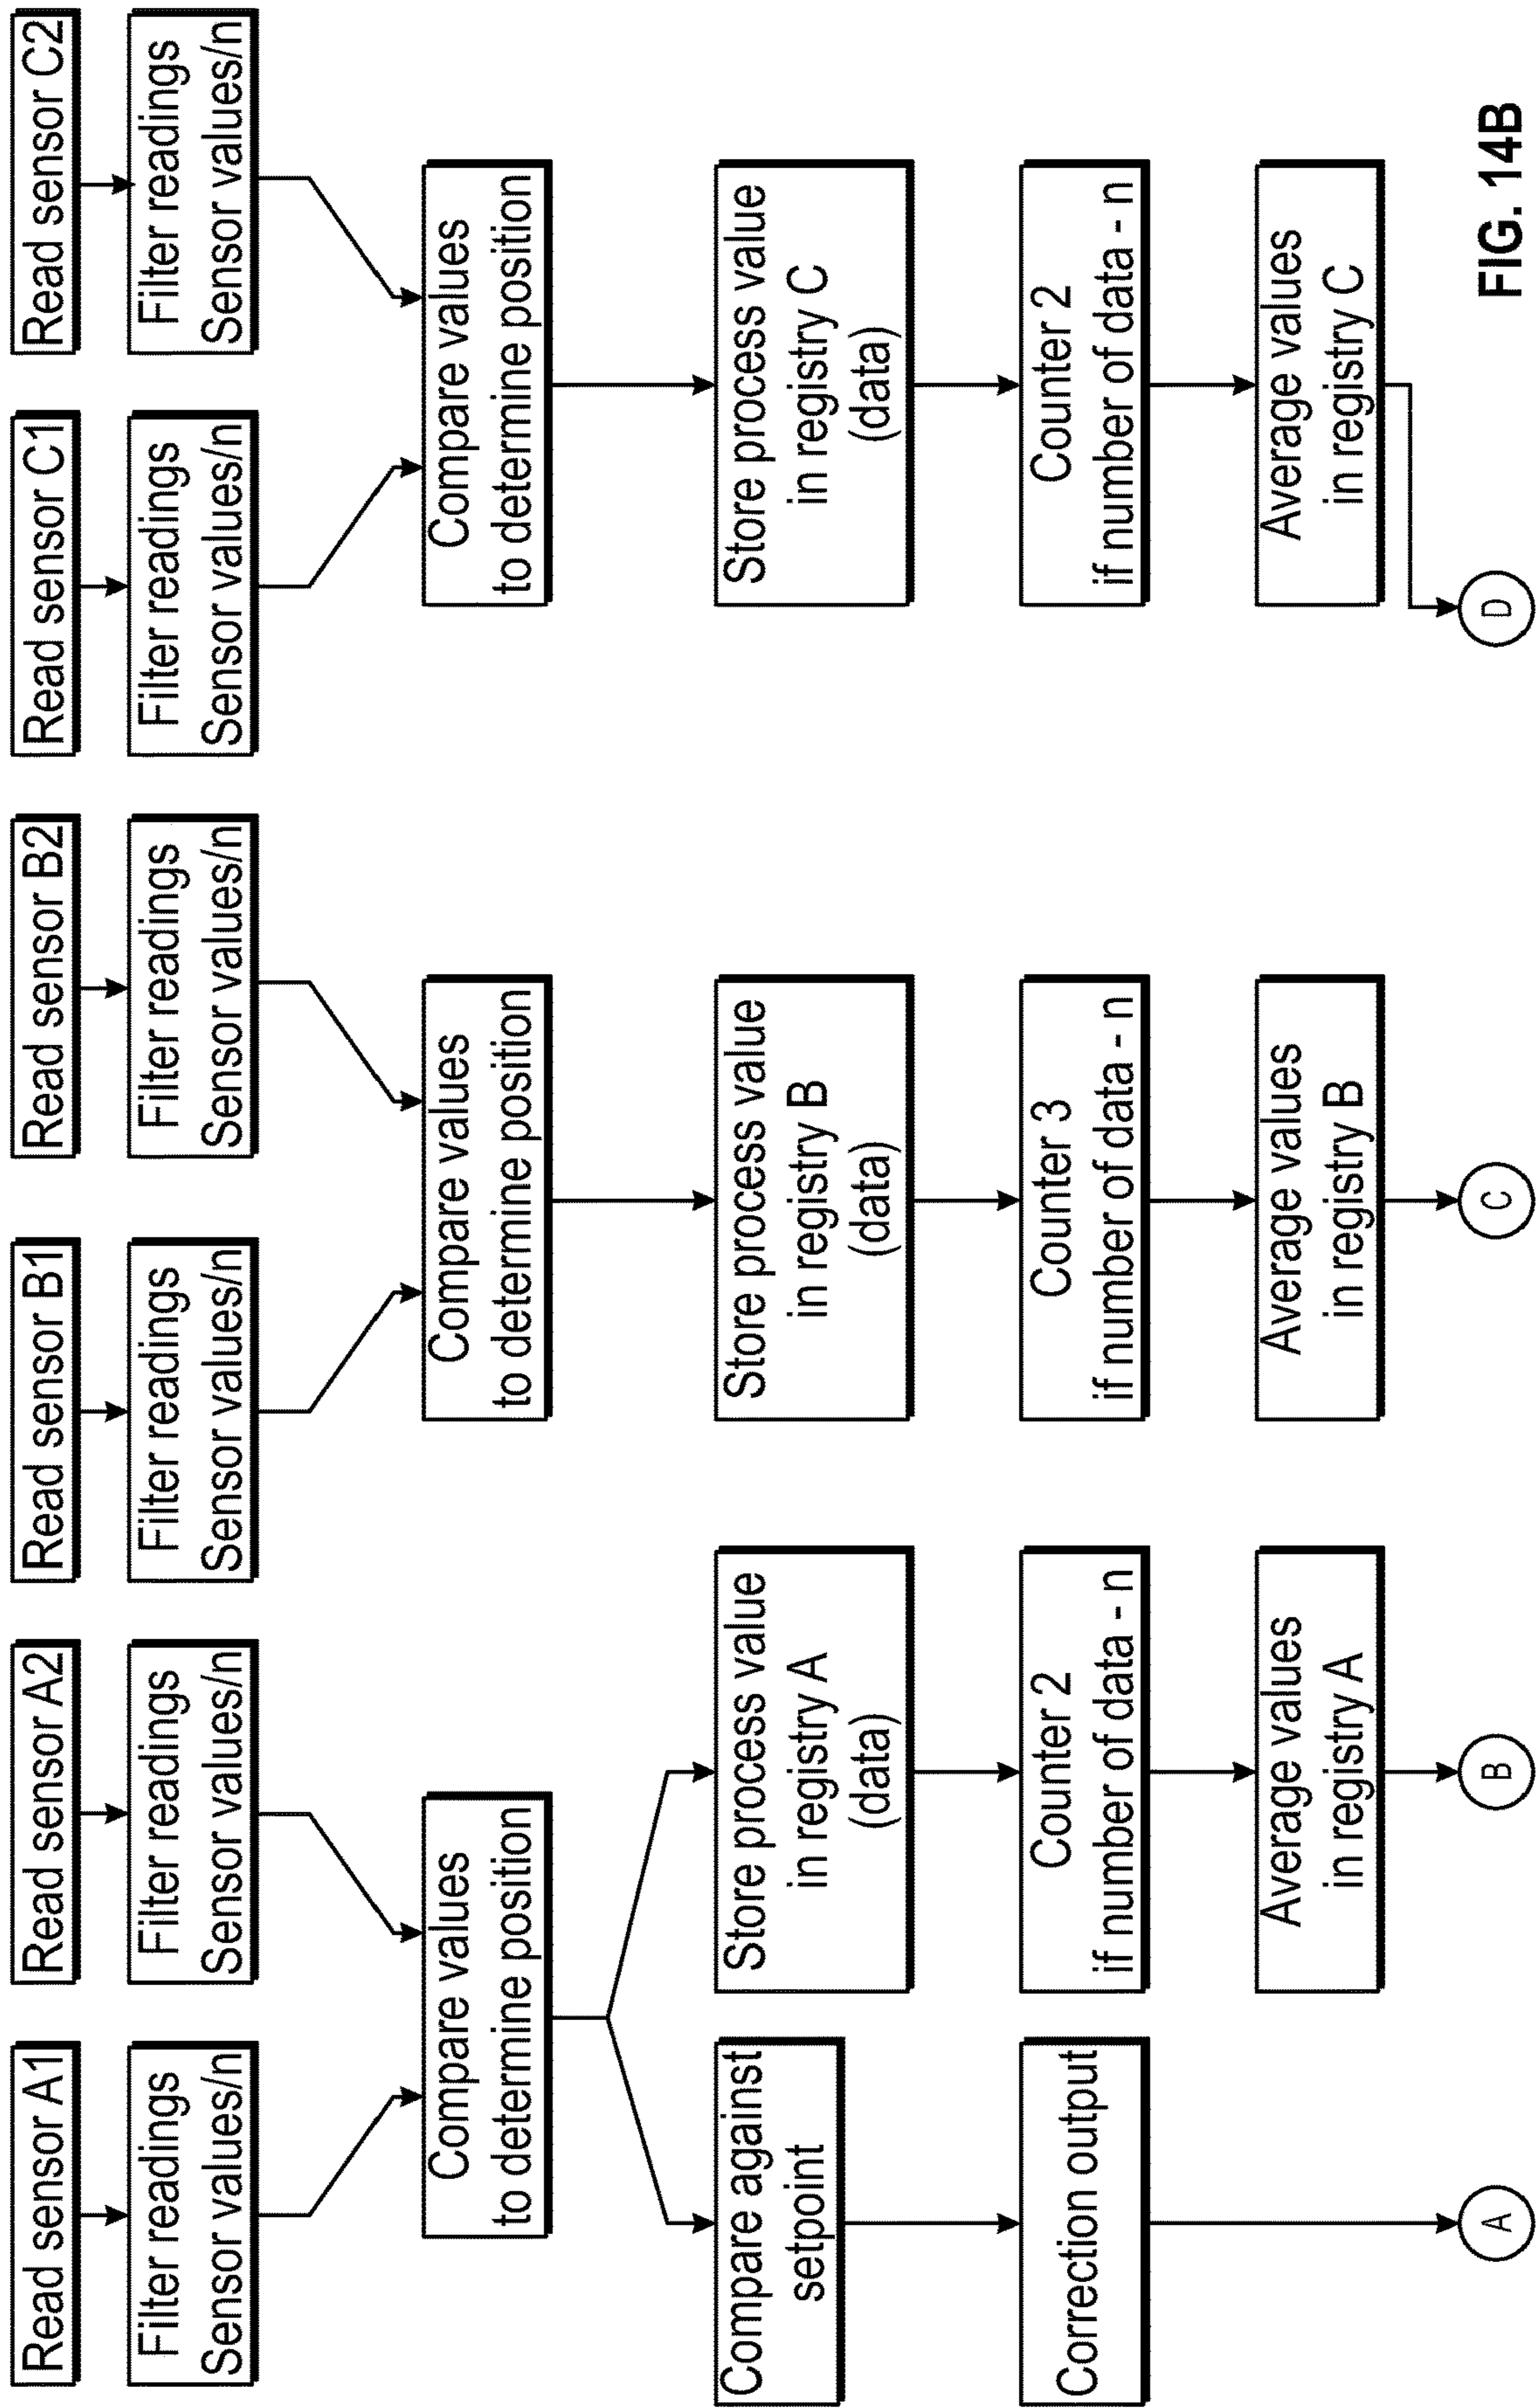 Read sensor A1
Read sensor A2
Read sensor B1
Read sensor B2
Read sensor C1
Read sensor C2
Filter readings
Sensor values/n
Filter readings
Sensor values/n
Filter readings
Sensor values/n
Filter readings
Sensor values/n
Filter readings
Sensor values/n
Filter readings
Sensor values/n
Compare values
to determine position
Compare values
to determine position
Compare values
to determine position
Compare against
setpoint
Store process value
in registry A
(data)
Store process value
in registry B
(data)
Store process value
in registry C
(data)
Correction output
Counter 2
if number of data - n
Counter 3
if number of data - n
Counter 2
if number of data - n
Average values
in registry A
Average values
in registry B
Average values
in registry C
A
B
C
D
FIG. 14B